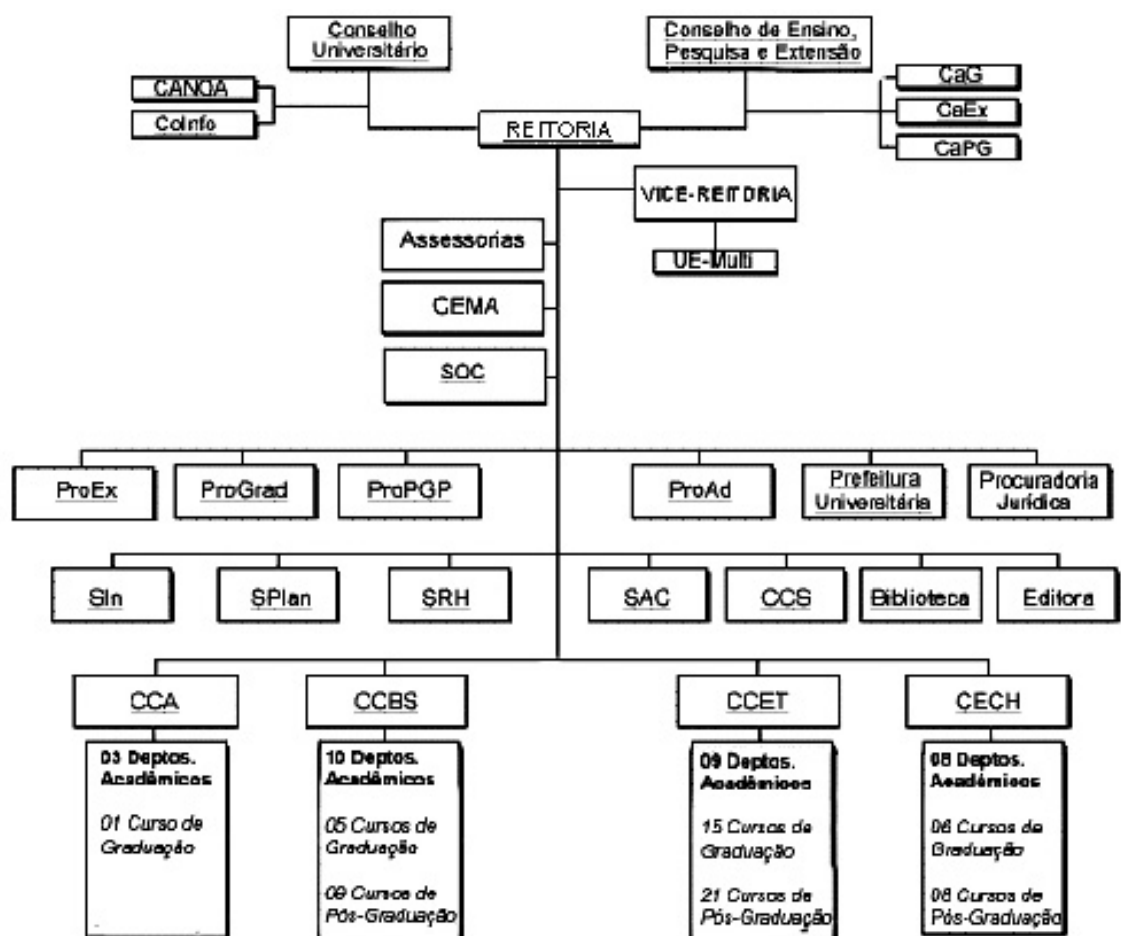 Conselho
Universitário
Conselho de Ensino,
Pesquisa e Extensão
CANOA
CoInfo
CaG
CaEx
CaPG
REITORIA
VICE-REITORIA
UE-Multi
Assessorias
CEMA
SOC
ProEx
ProGrad
ProPGP
ProAd
Prefeitura
Universitária
Procuradoria
Jurídica
SIn
SPlan
SRH
SAC
CCS
Biblioteca
Editora
CCA
CCBS
CCET
CECH
03 Deptos.
Acadêmicos
01 Curso de
Graduação
10 Deptos.
Acadêmicos
05 Cursos de
Graduação
09 Cursos de
Pós-Graduação
09 Deptos.
Acadêmicos
15 Cursos de
Graduação
21 Cursos de
Pós-Graduação
08 Deptos.
Acadêmicos
06 Cursos de
Graduação
08 Cursos de
Pós-Graduação